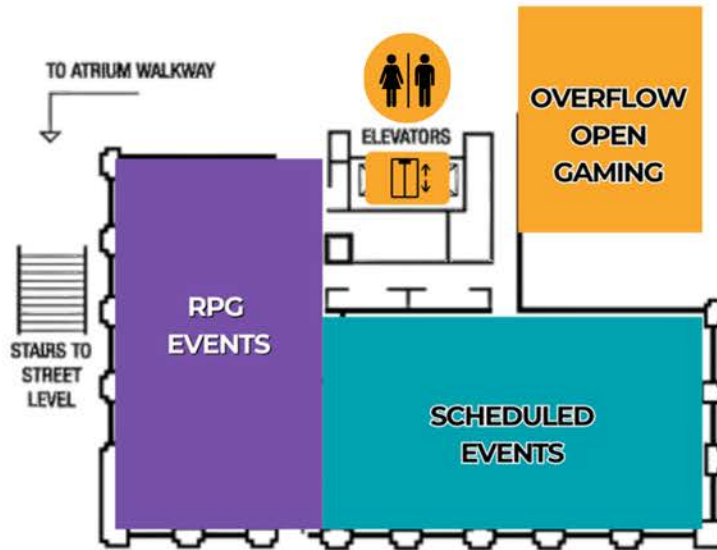 TO ATRIUM WALKWAY
ELEVATORS
OVERFLOW
OPEN
GAMING
RPG
EVENTS
STAIRS TO
STREET
LEVEL
SCHEDULED
EVENTS